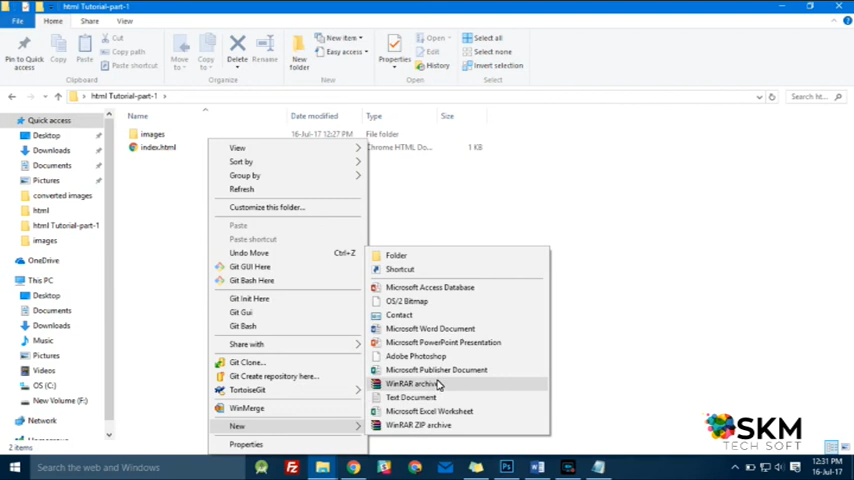 html Tutorial-part-1
File
Home
Share
View
Pin to Quick access
Copy
Paste
Cut
Copy path
Paste shortcut
Clipboard
Move to
Copy to
Delete
Rename
Organize
New folder
New item
Easy access
New
Properties
Open
Edit
History
Open
Select all
Select none
Invert selection
Select
html Tutorial-part-1
Search ht...
Name
Date modified
Type
Size
images
16-Jul-17 12:27 PM
File folder
index.html
Chrome HTML Do...
1 KB
Quick access
Desktop
Downloads
Documents
Pictures
converted images
html
html Tutorial-part-1
images
OneDrive
This PC
Desktop
Documents
Downloads
Music
Pictures
Videos
OS (C:)
New Volume (F:)
Network
View
Sort by
Group by
Refresh
Customize this folder...
Paste
Paste shortcut
Undo Move Ctrl+Z
Git GUI Here
Git Bash Here
Git Init Here
Git Gui
Git Bash
Share with
Git Clone...
Git Create repository here...
TortoiseGit
WinMerge
New
Properties
Folder
Shortcut
Microsoft Access Database
OS/2 Bitmap
Contact
Microsoft Word Document
Microsoft PowerPoint Presentation
Adobe Photoshop
Microsoft Publisher Document
WinRAR archive
Text Document
Microsoft Excel Worksheet
WinRAR ZIP archive
SKM
TECH SOFT
2 items
Search the web and Windows
12:31 PM
16-Jul-17